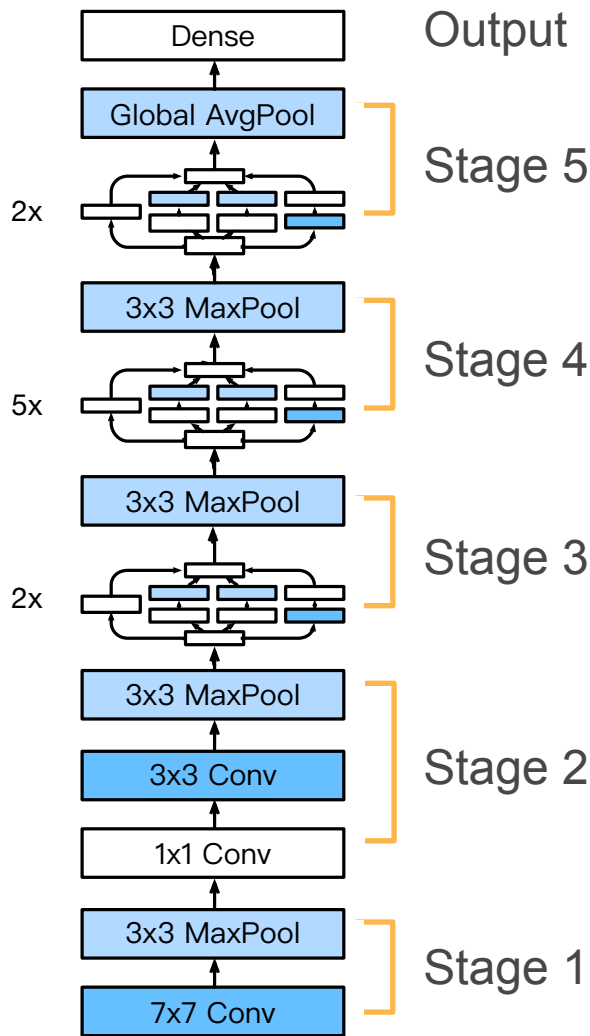 Dense
Output
Global AvgPool
Stage 5
2x
3x3 MaxPool
Stage 4
5x
3x3 MaxPool
Stage 3
2x
3x3 MaxPool
3x3 Conv
Stage 2
1x1 Conv
3x3 MaxPool
Stage 1
7x7 Conv